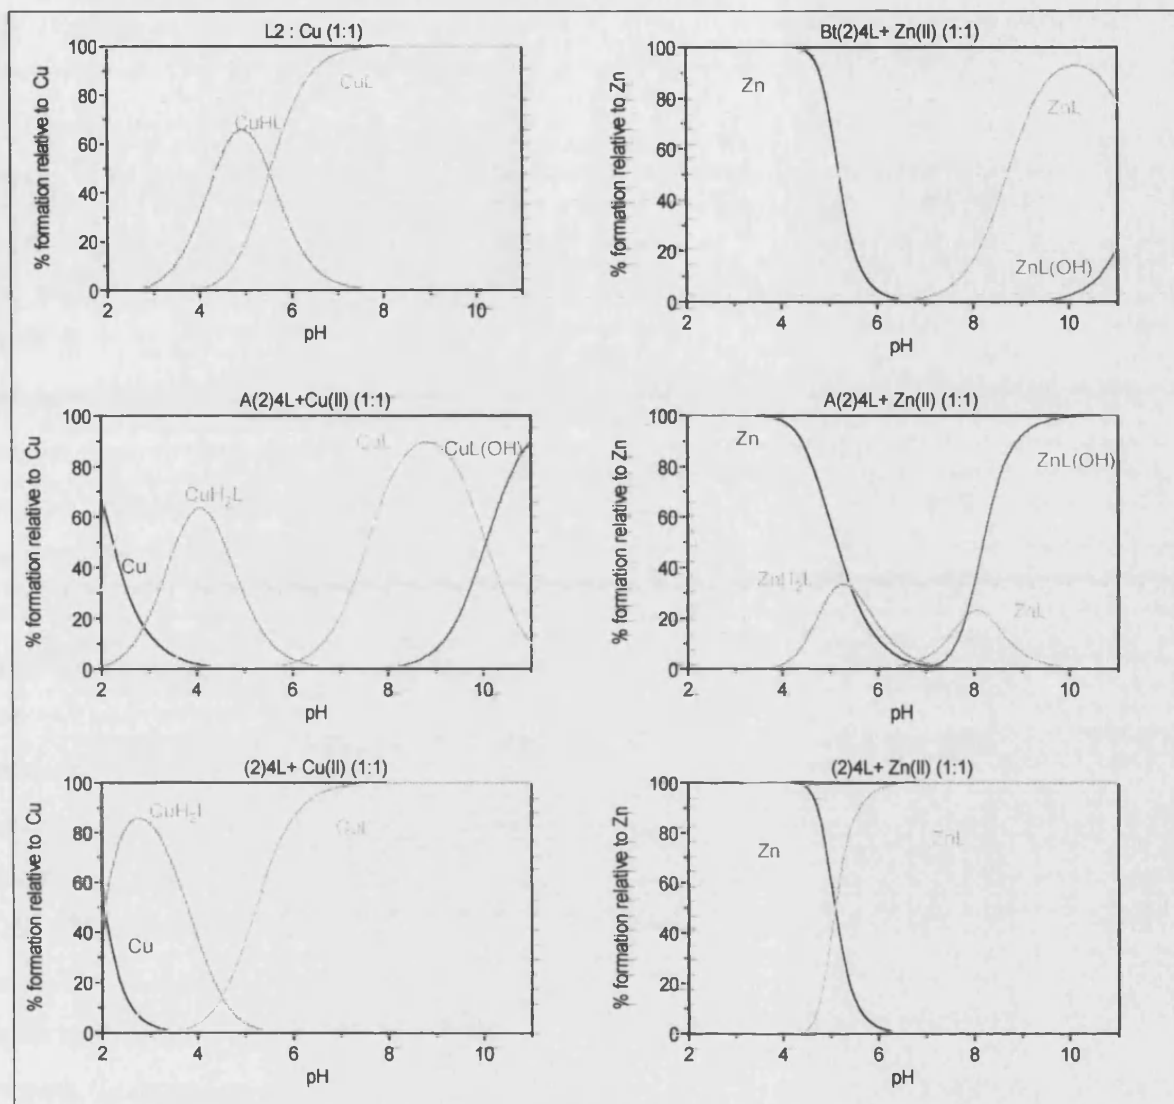 L2 : Cu (1:1)
% formation relative to Cu
100
80
60
40
20
0
CuHL
CuL
2 4 6 8 10
pH
Bt(2)4L+ Zn(II) (1:1)
% formation relative to Zn
100
80
60
40
20
0
Zn
ZnL
ZnL(OH)
2 4 6 8 10
pH
A(2)4L+Cu(II) (1:1)
% formation relative to Cu
100
80
60
40
20
0
Cu
CuH2L
CuL
CuL(OH)
2 4 6 8 10
pH
A(2)4L+ Zn(II) (1:1)
% formation relative to Zn
100
80
60
40
20
0
Zn
ZnL
ZnL(OH)
2 4 6 8 10
pH
(2)4L+ Cu(II) (1:1)
% formation relative to Cu
100
80
60
40
20
0
Cu
CuL
2 4 6 8 10
pH
(2)4L+ Zn(II) (1:1)
% formation relative to Zn
100
80
60
40
20
0
Zn
ZnL
2 4 6 8 10
pH